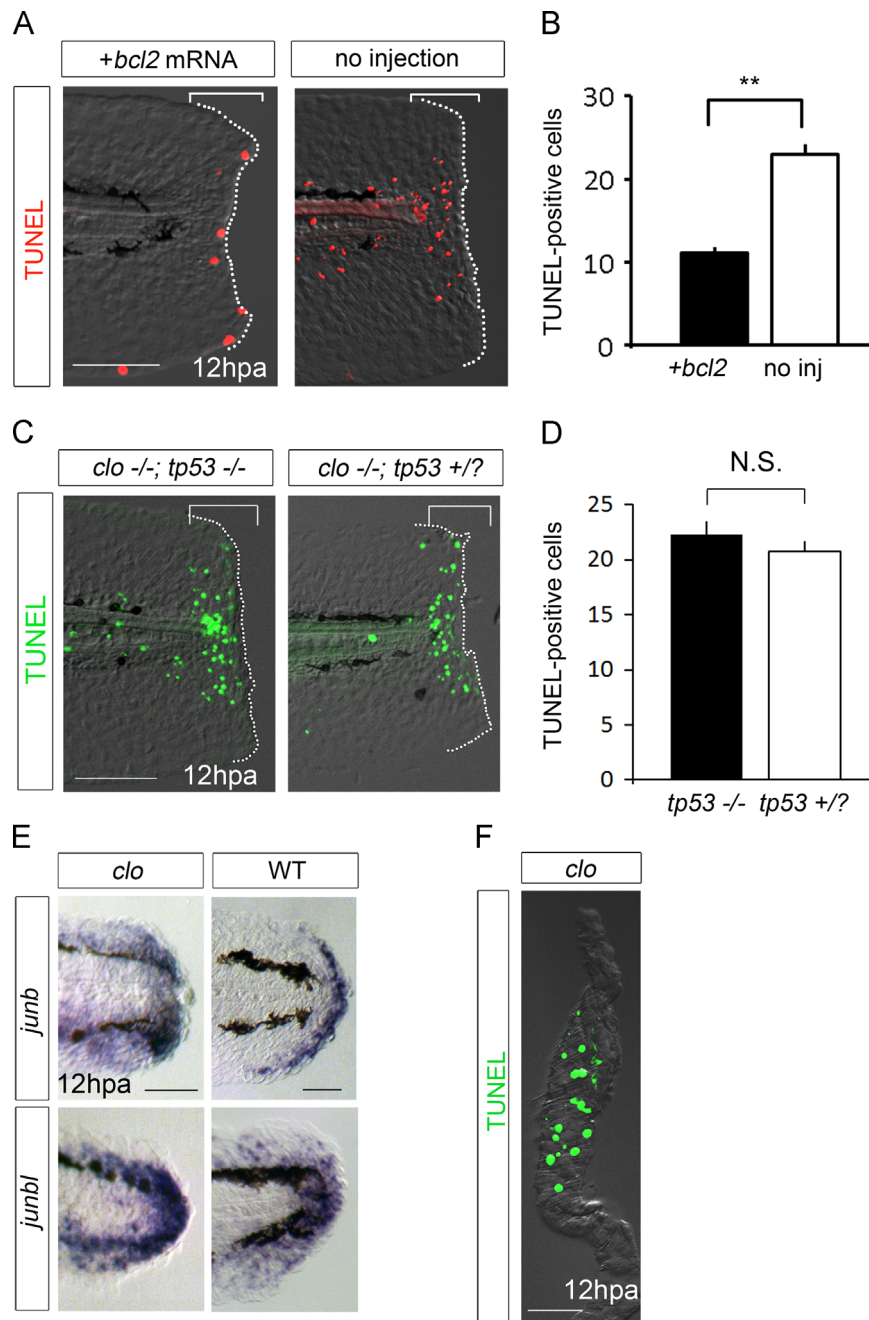 A
+bcl2 mRNA
no injection
TUNEL
12hpa
B
**
TUNEL-positive cells
30
20
10
0
+bcl2
no inj
C
clo -/-; tp53 -/-
clo -/-; tp53 +/?
TUNEL
12hpa
D
N.S.
TUNEL-positive cells
25
20
15
10
5
0
tp53 -/-
tp53 +/?
E
clo
WT
junb
12hpa
junbl
F
clo
TUNEL
12hpa